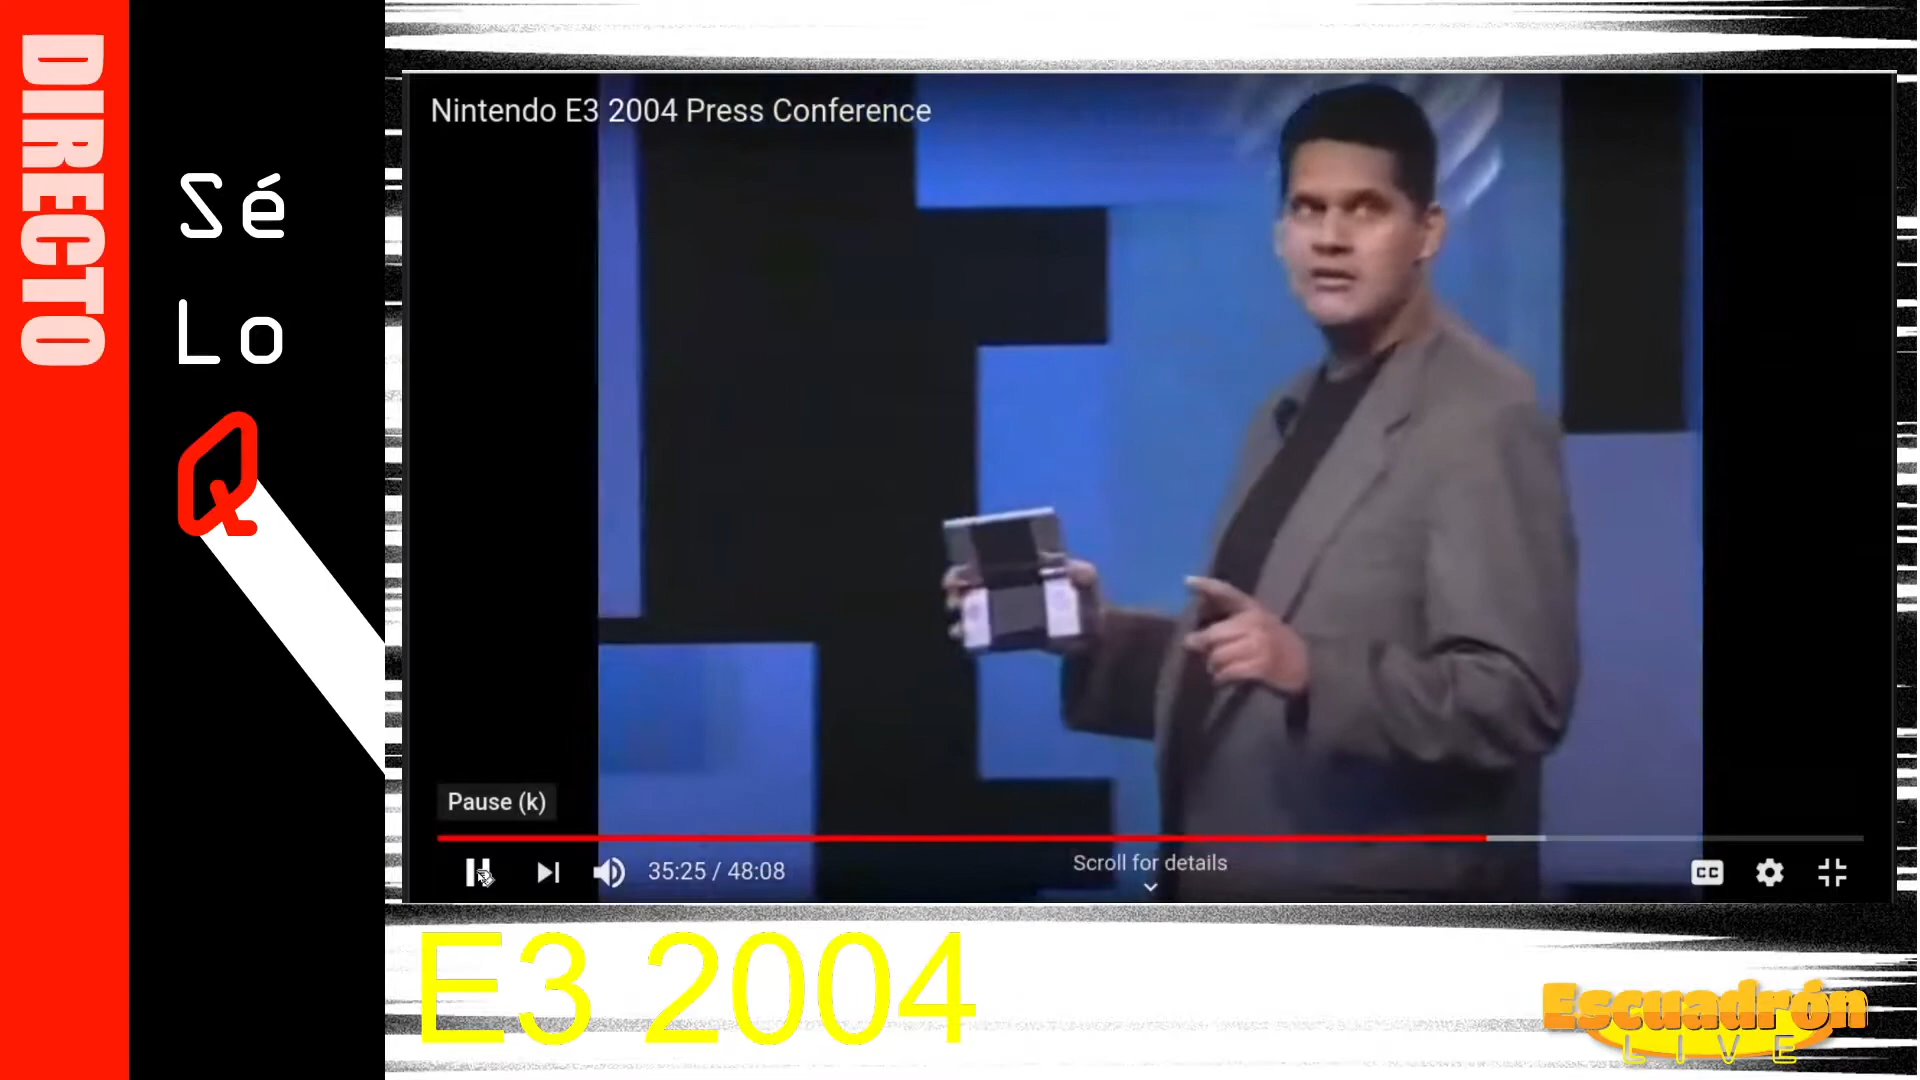 DIRECTO
Sé
Lo
Q
Nintendo E3 2004 Press Conference
Pause (k)
35:25 / 48:08
Scroll for details
CC
E3 2004
Escuadrón
LIVE